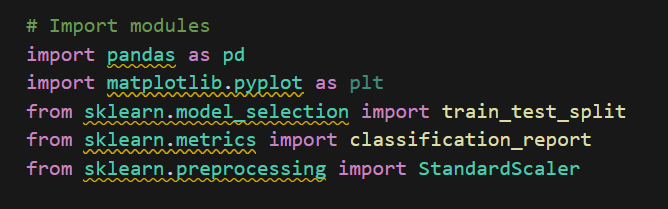 # Import modules
import pandas as pd
import matplotlib.pyplot as plt
from sklearn.model_selection import train_test_split
from sklearn.metrics import classification_report
from sklearn.preprocessing import StandardScaler